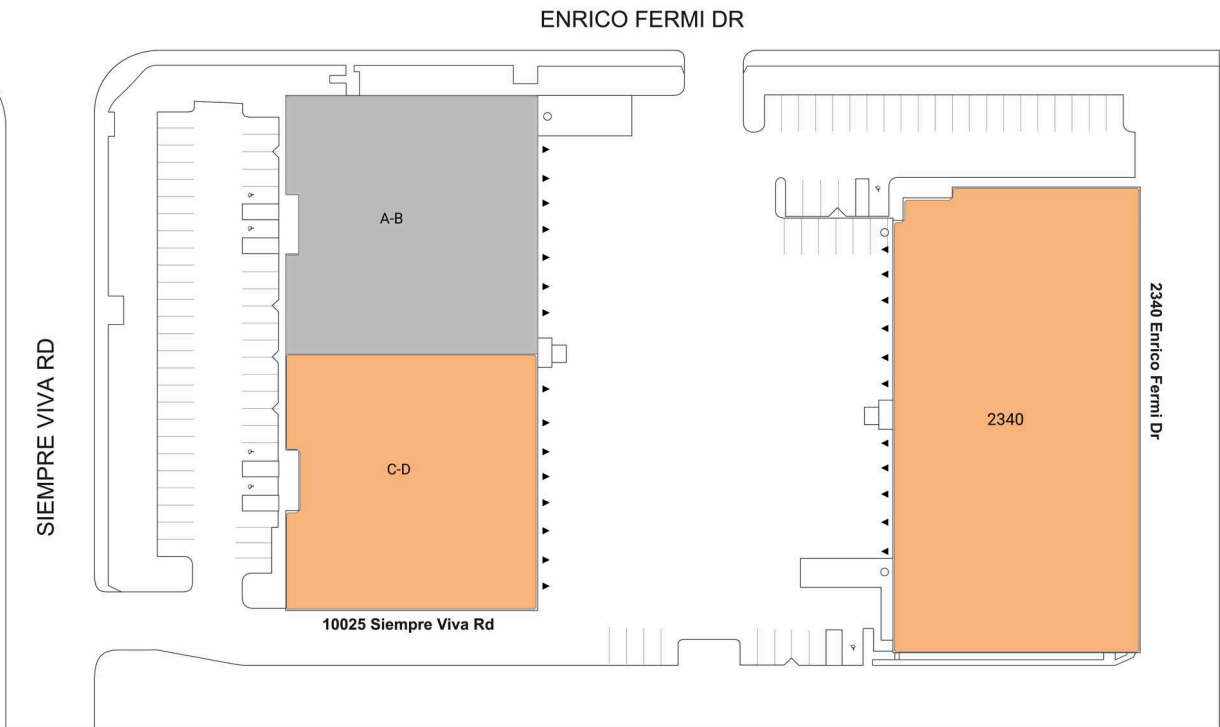 ENRICO FERMI DR
SIEMPRE VIVA RD
A-B
C-D
10025 Siempre Viva Rd
2340
2340 Enrico Fermi Dr